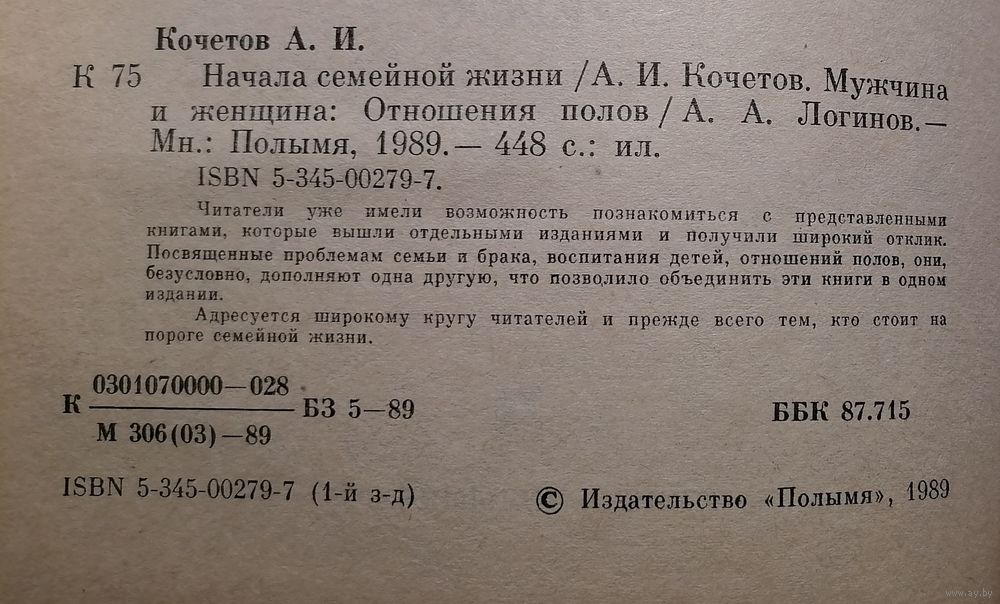 Кочетов А. И.
К 75 Начала семейной жизни / А. И. Кочетов. Мужчина
и женщина: Отношения полов / А. А. Логинов.—
Мн.: Полымя, 1989.— 448 с.: ил.
ISBN 5-345-00279-7.
Читатели уже имели возможность познакомиться с представленными
книгами, которые вышли отдельными изданиями и получили широкий отклик.
Посвященные проблемам семьи и брака, воспитания детей, отношений полов, они,
безусловно, дополняют одна другую, что позволило объединить эти книги в одном
издании.
Адресуется широкому кругу читателей и прежде всего тем, кто стоит на
пороге семейной жизни.
0301070000—028
К БЗ 5—89 ББК 87.715
М 306(03)—89
ISBN 5-345-00279-7 (1-й з-д) © Издательство «Полымя», 1989
www.ay.by